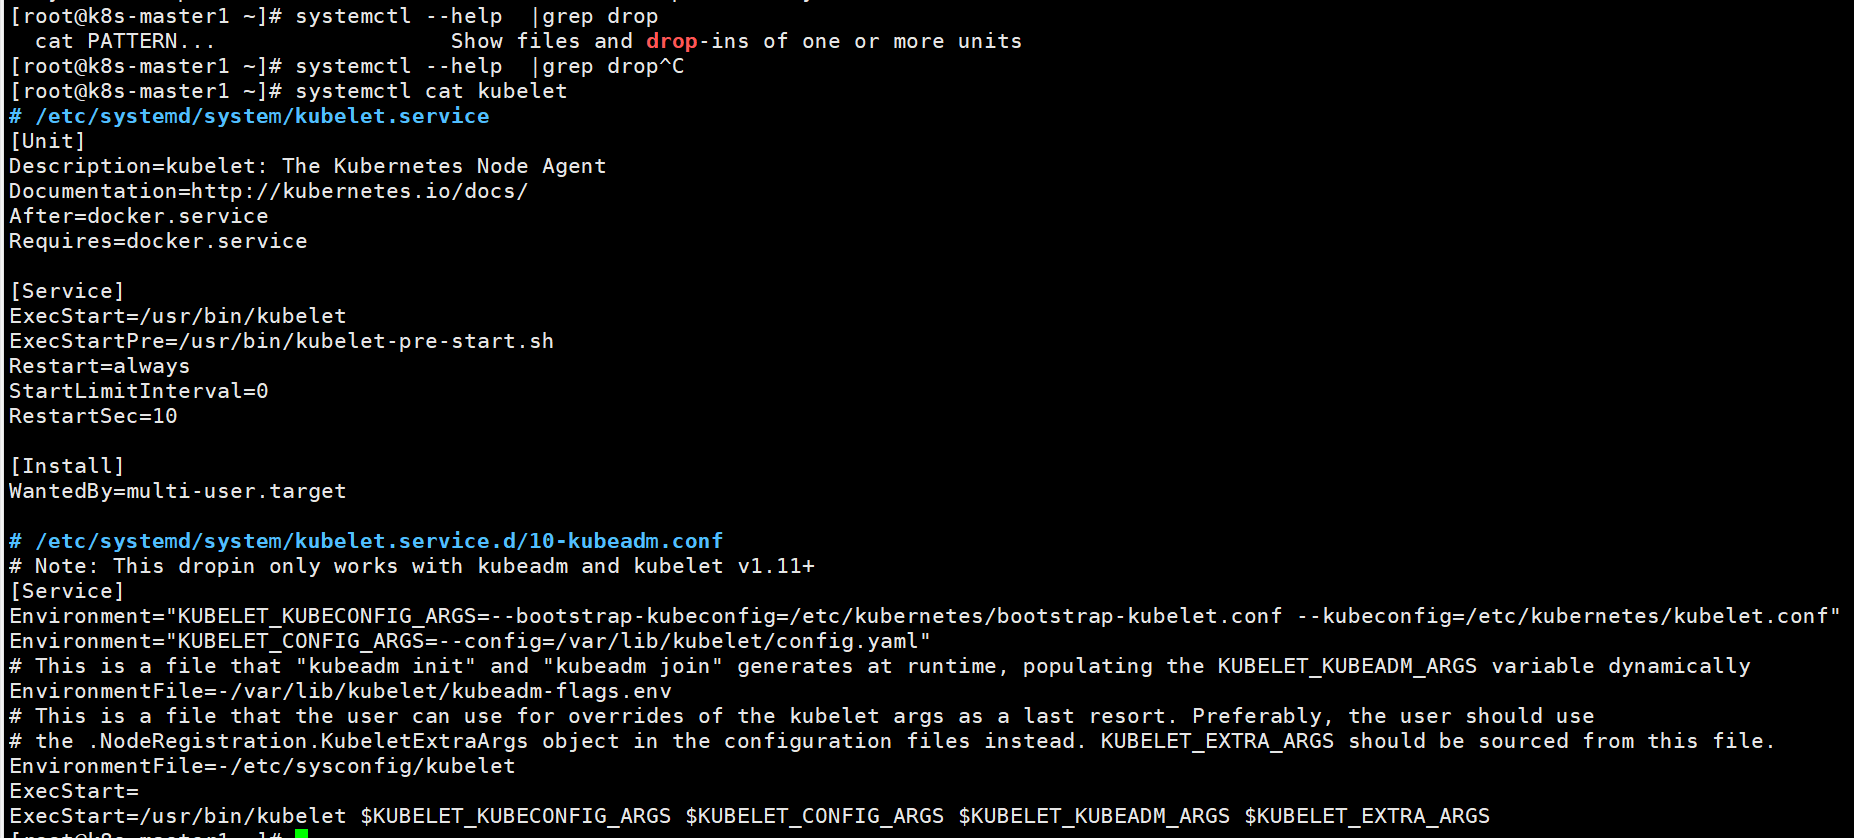 [root@k8s-master1 ~]# systemctl --help  |grep drop
  cat PATTERN...                  Show files and drop-ins of one or more units
[root@k8s-master1 ~]# systemctl --help  |grep drop^C
[root@k8s-master1 ~]# systemctl cat kubelet
# /etc/systemd/system/kubelet.service
[Unit]
Description=kubelet: The Kubernetes Node Agent
Documentation=http://kubernetes.io/docs/
After=docker.service
Requires=docker.service

[Service]
ExecStart=/usr/bin/kubelet
ExecStartPre=/usr/bin/kubelet-pre-start.sh
Restart=always
StartLimitInterval=0
RestartSec=10

[Install]
WantedBy=multi-user.target

# /etc/systemd/system/kubelet.service.d/10-kubeadm.conf
# Note: This dropin only works with kubeadm and kubelet v1.11+
[Service]
Environment="KUBELET_KUBECONFIG_ARGS=--bootstrap-kubeconfig=/etc/kubernetes/bootstrap-kubelet.conf --kubeconfig=/etc/kubernetes/kubelet.conf"
Environment="KUBELET_CONFIG_ARGS=--config=/var/lib/kubelet/config.yaml"
# This is a file that "kubeadm init" and "kubeadm join" generates at runtime, populating the KUBELET_KUBEADM_ARGS variable dynamically
EnvironmentFile=-/var/lib/kubelet/kubeadm-flags.env
# This is a file that the user can use for overrides of the kubelet args as a last resort. Preferably, the user should use
# the .NodeRegistration.KubeletExtraArgs object in the configuration files instead. KUBELET_EXTRA_ARGS should be sourced from this file.
EnvironmentFile=-/etc/sysconfig/kubelet
ExecStart=
ExecStart=/usr/bin/kubelet $KUBELET_KUBECONFIG_ARGS $KUBELET_CONFIG_ARGS $KUBELET_KUBEADM_ARGS $KUBELET_EXTRA_ARGS
[root@k8s-master1 ~]#